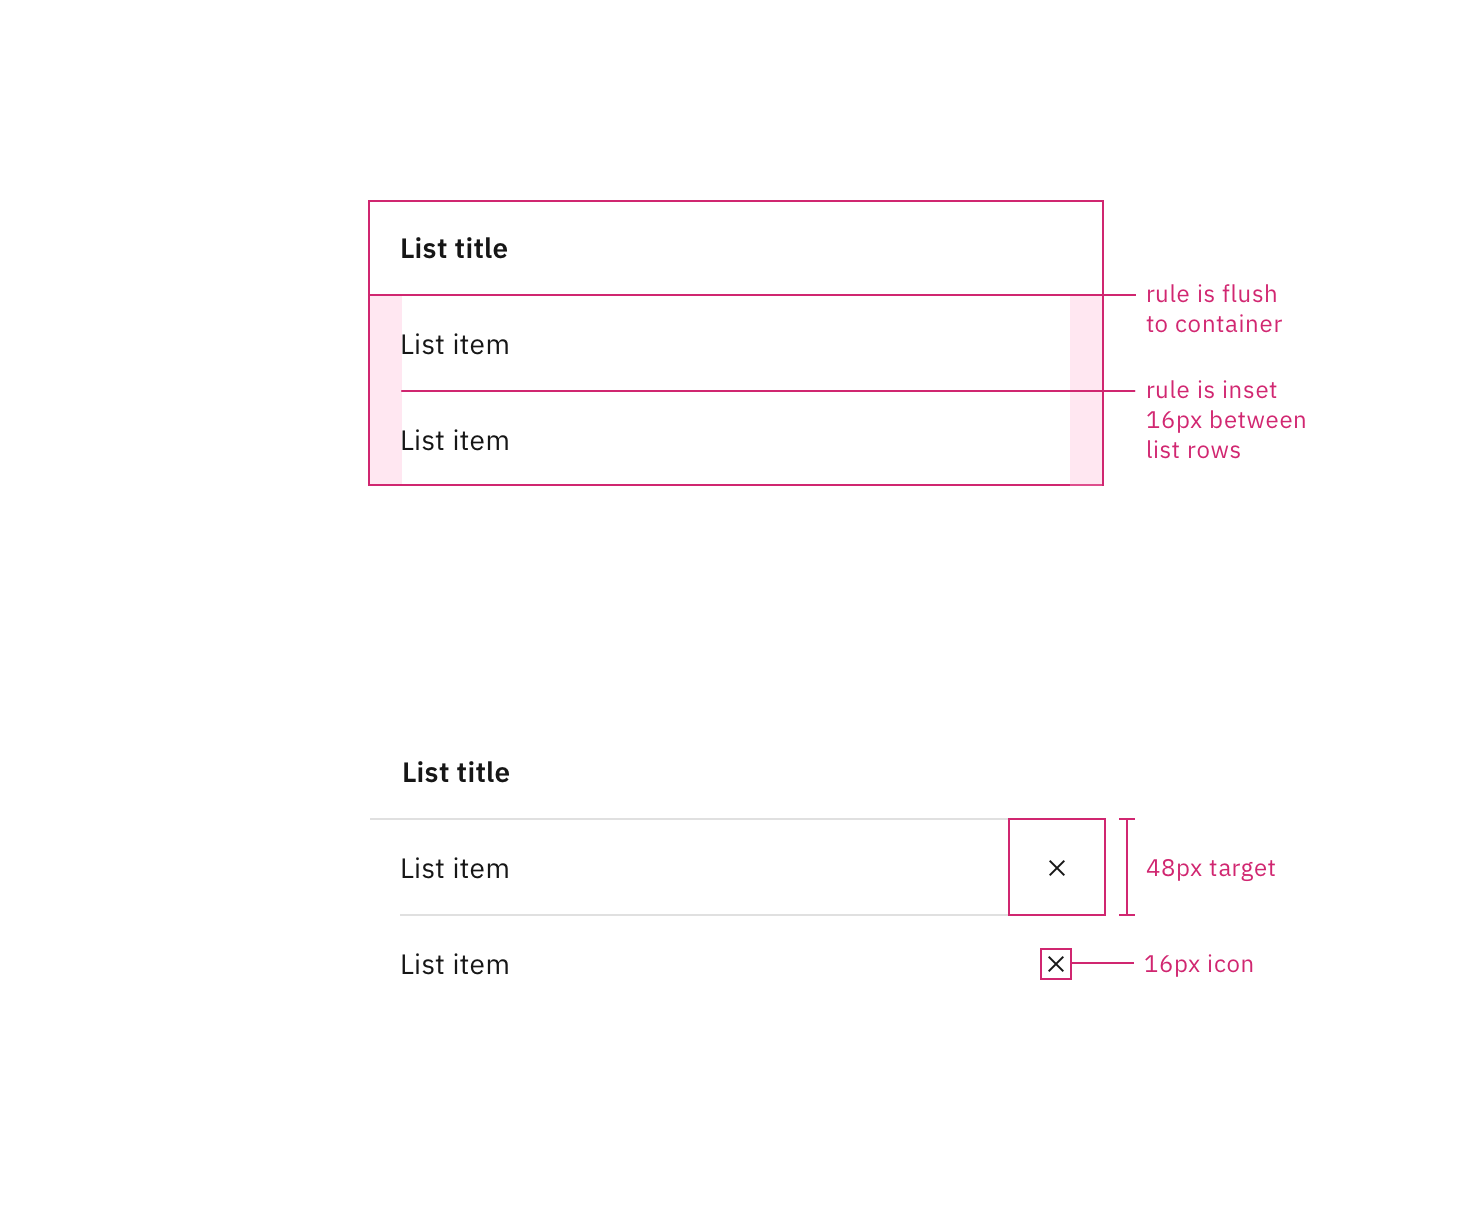 List title
rule is flush
to container
List item
rule is inset
16px between
list rows
List item
List title
List item
48px target
List item
16px icon